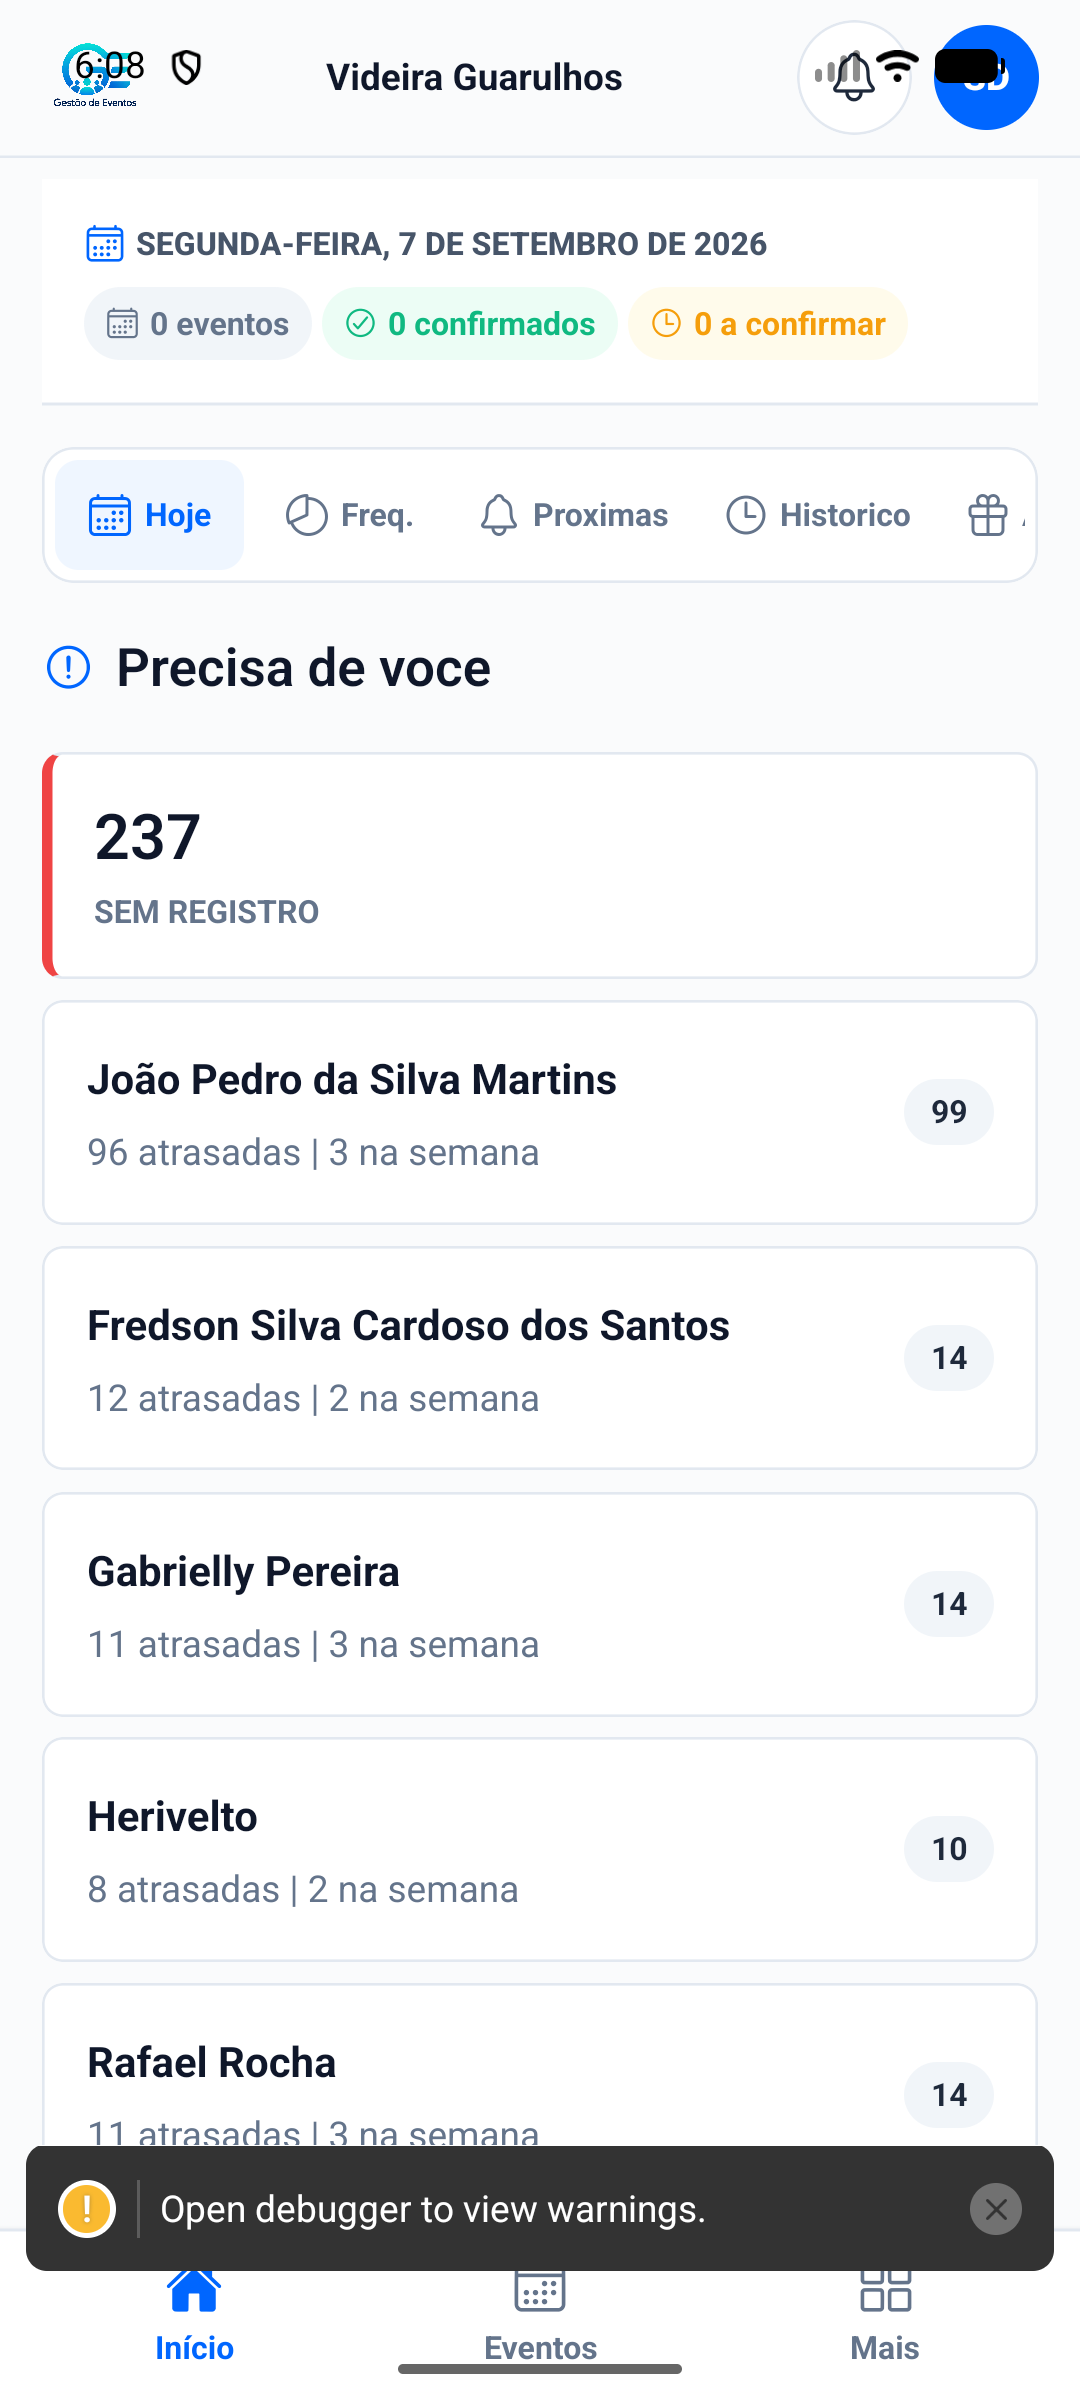 6:08
Gestão de Eventos
Videira Guarulhos
SEGUNDA-FEIRA, 7 DE SETEMBRO DE 2026
0 eventos
0 confirmados
0 a confirmar
Hoje
Freq.
Proximas
Historico
Precisa de voce
237
SEM REGISTRO
João Pedro da Silva Martins
96 atrasadas | 3 na semana
99
Fredson Silva Cardoso dos Santos
12 atrasadas | 2 na semana
14
Gabrielly Pereira
11 atrasadas | 3 na semana
14
Herivelto
8 atrasadas | 2 na semana
10
Rafael Rocha
11 atrasadas | 3 na semana
14
Open debugger to view warnings.
Início
Eventos
Mais